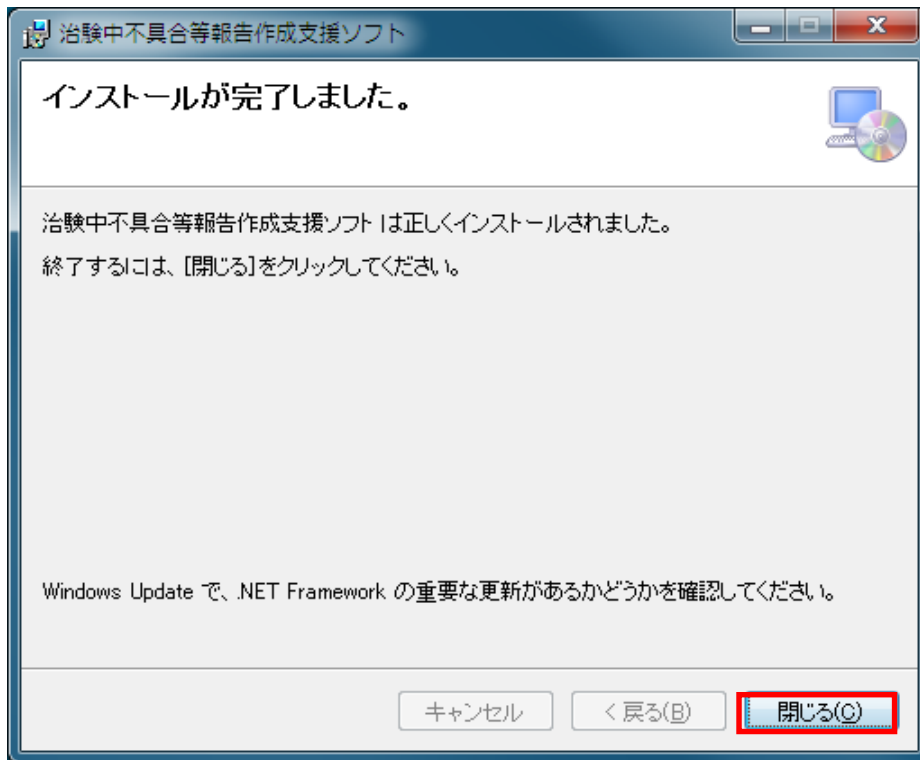 治験中不具合等報告作成支援ソフト
インストールが完了しました。
治験中不具合等報告作成支援ソフト は正しくインストールされました。
終了するには、[閉じる]をクリックしてください。
Windows Update で、.NET Framework の重要な更新があるかどうかを確認してください。
キャンセル
< 戻る(B)
閉じる(C)